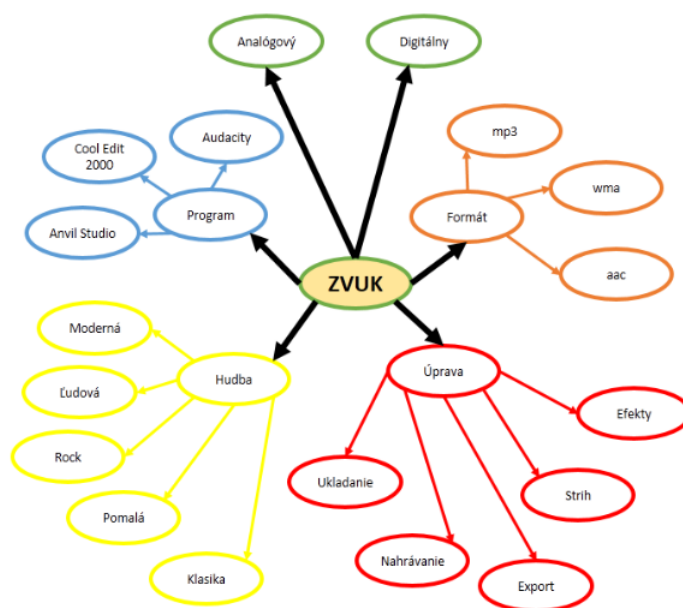 Analógový
Digitálny
Audacity
Cool Edit
2000
Program
Anvil Studio
mp3
wma
Formát
aac
ZVUK
Moderná
Hudba
Ľudová
Rock
Pomalá
Klasika
Úprava
Efekty
Ukladanie
Strih
Nahrávanie
Export